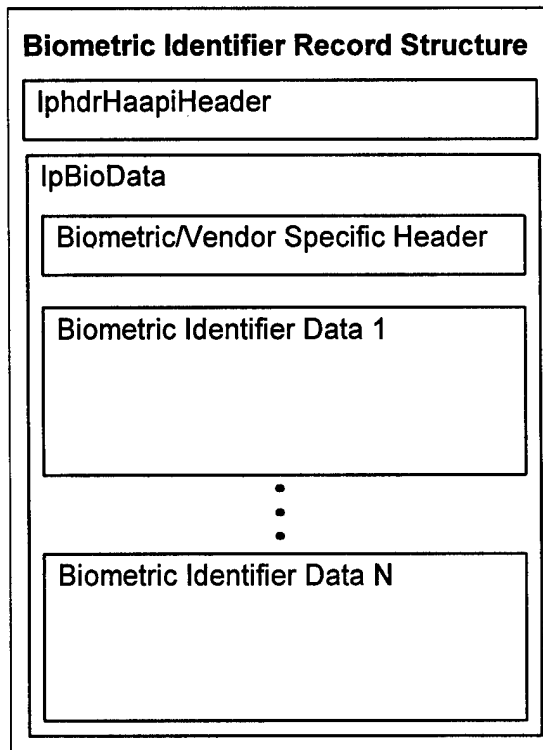 Biometric Identifier Record Structure
lphdrHaapiHeader
lpBioData
Biometric/Vendor Specific Header
Biometric Identifier Data 1
Biometric Identifier Data N